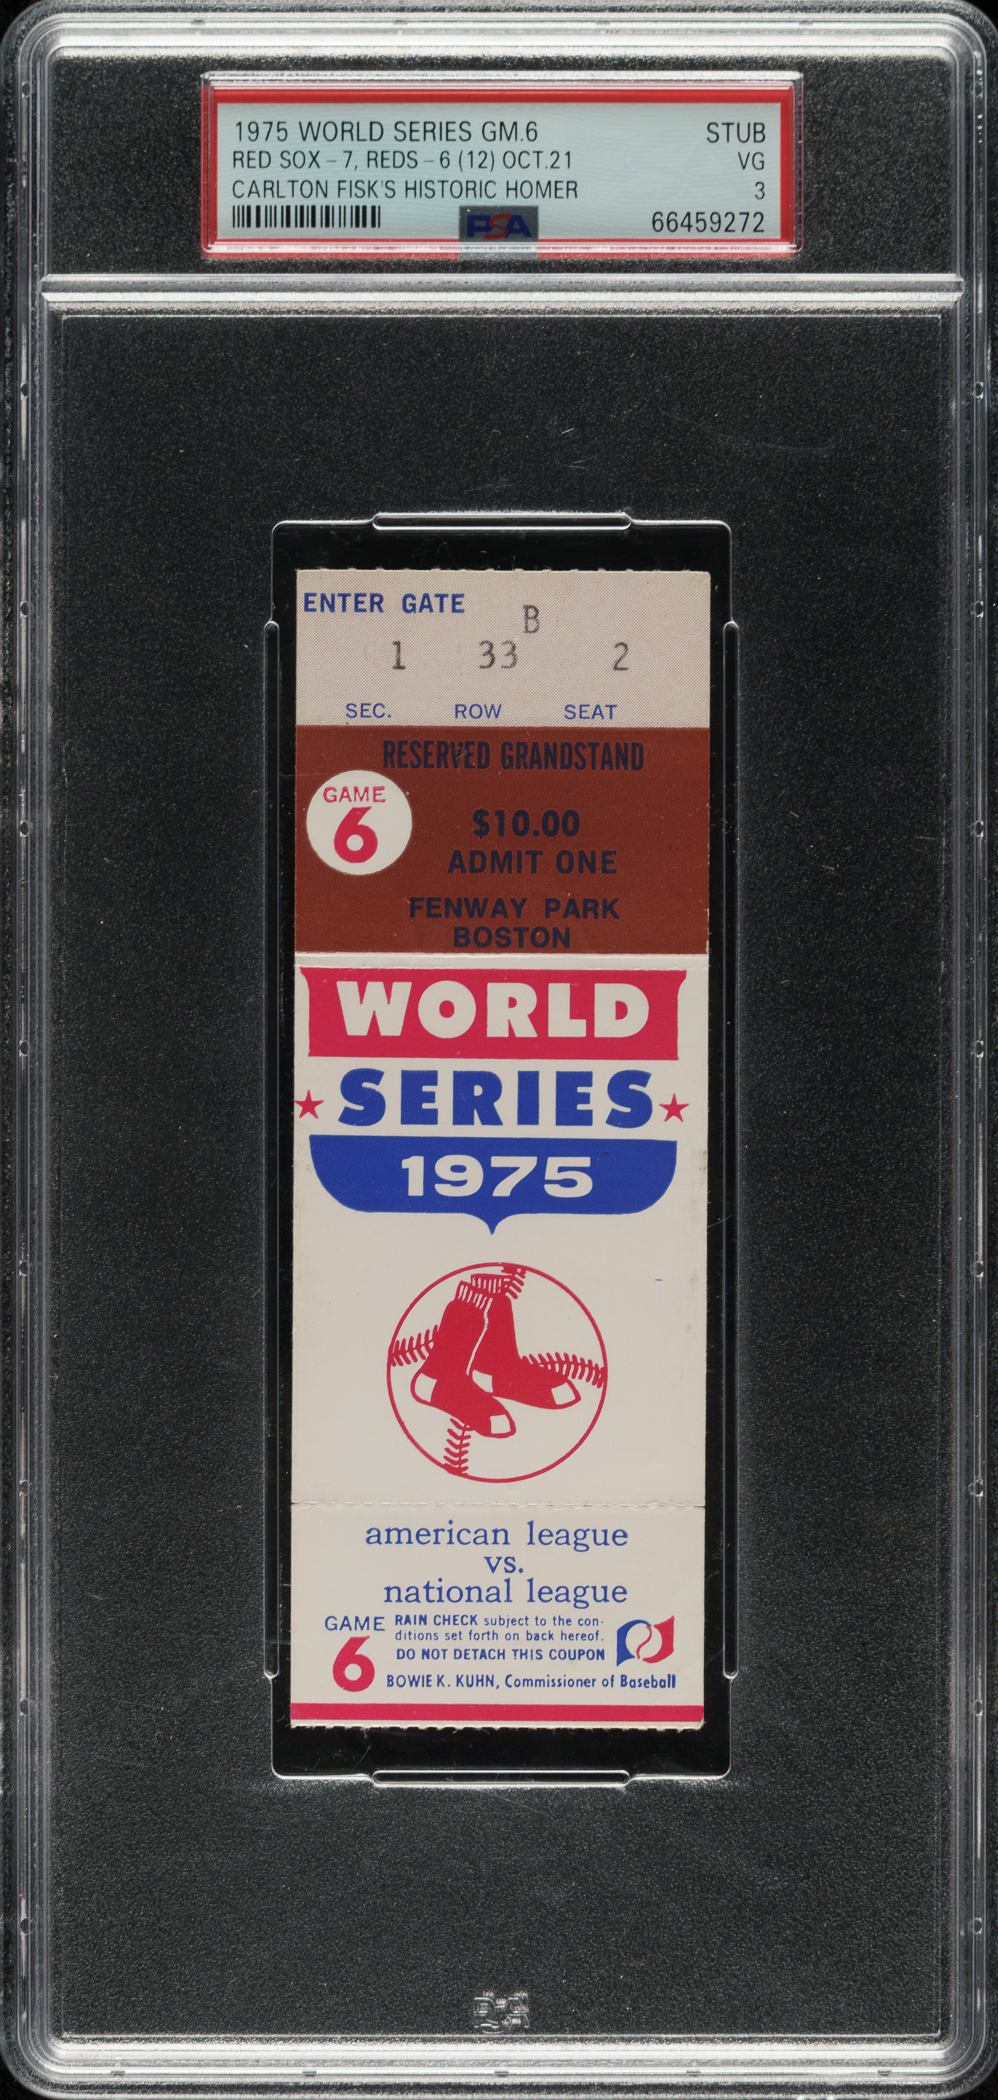 1975 WORLD SERIES GM.6 STUB
RED SOX - 7, REDS - 6 (12) OCT.21 VG
CARLTON FISK'S HISTORIC HOMER 3
PSA 66459272
ENTER GATE B
1 33 2
SEC. ROW SEAT
RESERVED GRANDSTAND
GAME
6
$10.00
ADMIT ONE
FENWAY PARK
BOSTON
WORLD
SERIES
1975
american league
vs.
national league
GAME
6
RAIN CHECK subject to the con-
ditions set forth on back hereof.
DO NOT DETACH THIS COUPON
BOWIE K. KUHN, Commissioner of Baseball
PSA